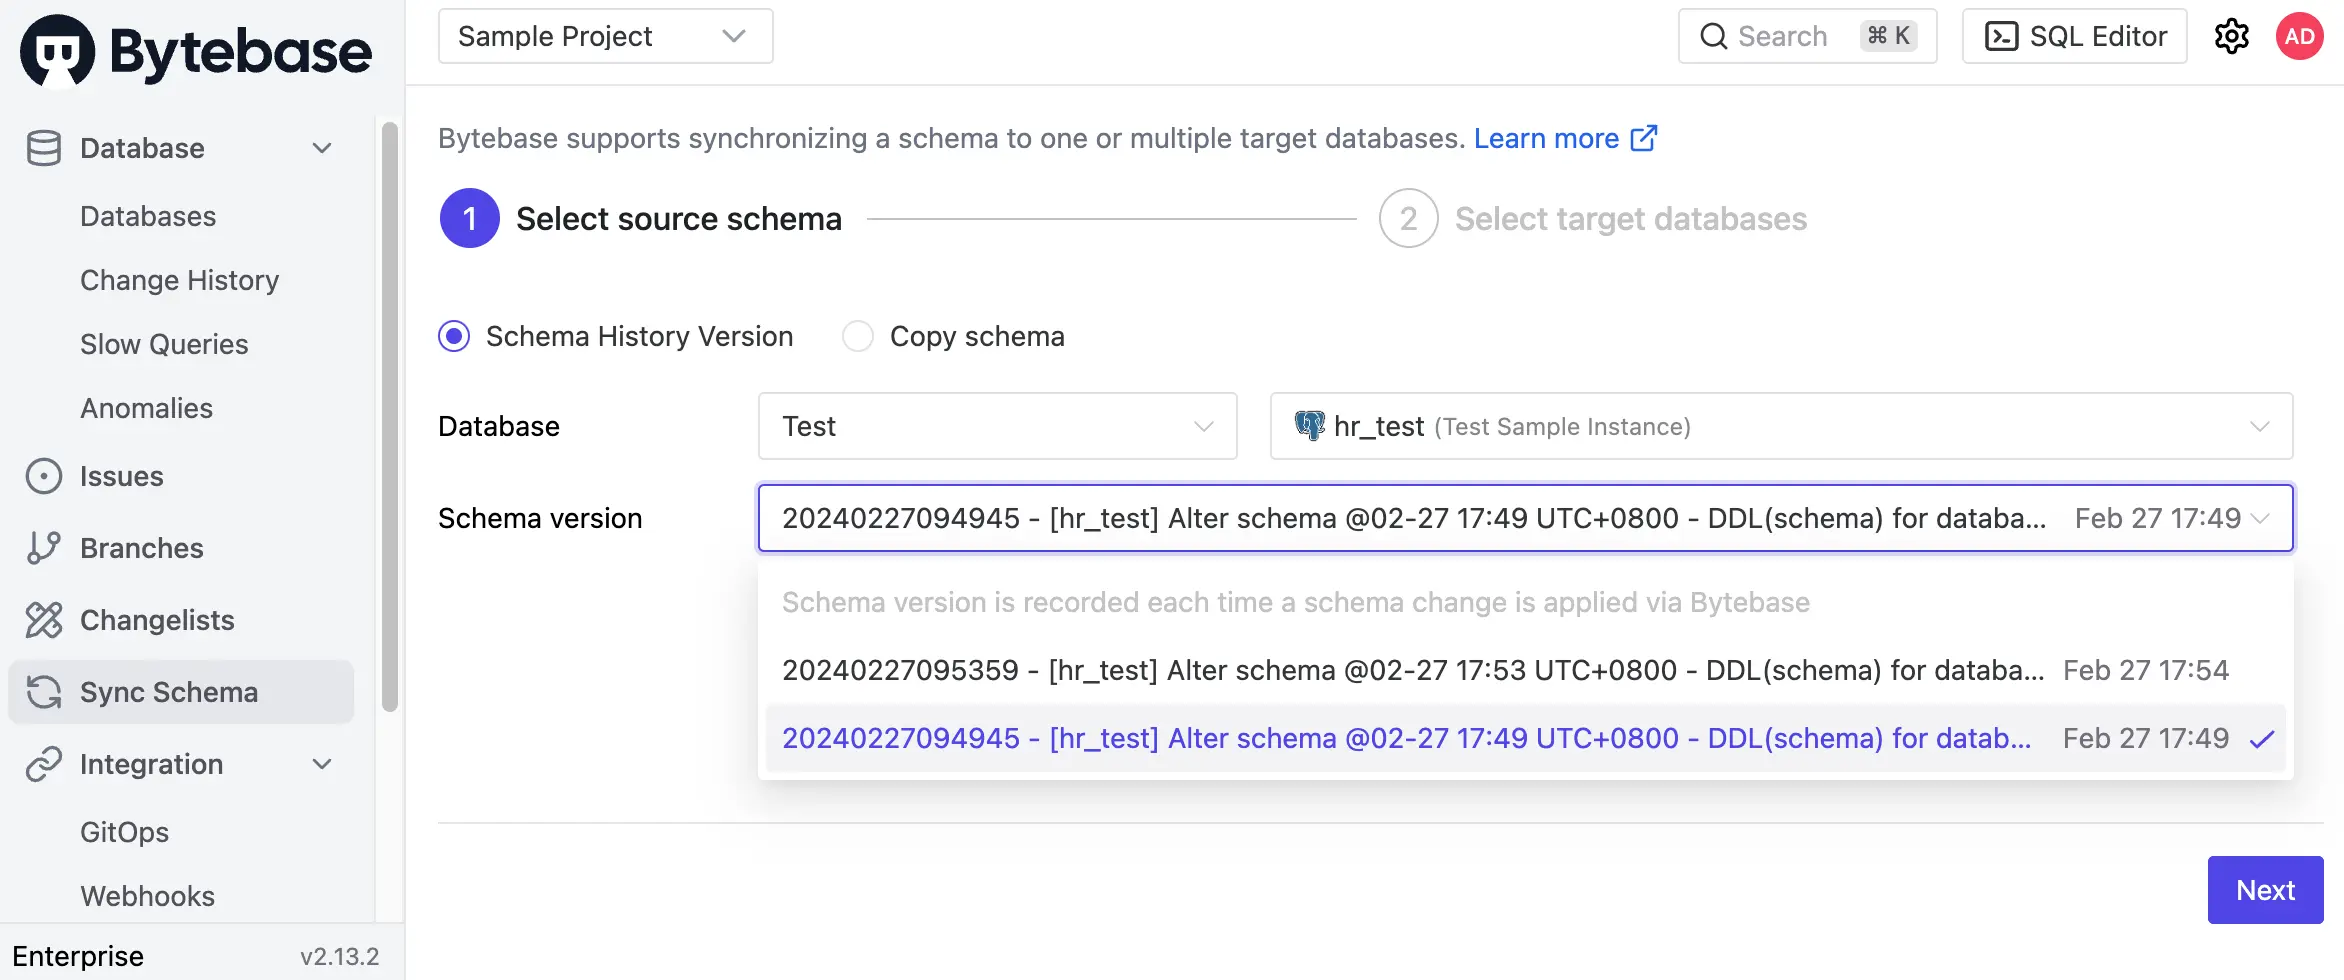 Bytebase
Database
Databases
Change History
Slow Queries
Anomalies
Issues
Branches
Changelists
Sync Schema
Integration
GitOps
Webhooks
Enterprise v2.13.2
Sample Project
Search ⌘ K
SQL Editor
AD
Bytebase supports synchronizing a schema to one or multiple target databases. Learn more
1 Select source schema
2 Select target databases
Schema History Version
Copy schema
Database
Test
hr_test (Test Sample Instance)
Schema version
20240227094945 - [hr_test] Alter schema @02-27 17:49 UTC+0800 - DDL(schema) for databa... Feb 27 17:49
Schema version is recorded each time a schema change is applied via Bytebase
20240227095359 - [hr_test] Alter schema @02-27 17:53 UTC+0800 - DDL(schema) for databa... Feb 27 17:54
20240227094945 - [hr_test] Alter schema @02-27 17:49 UTC+0800 - DDL(schema) for datab... Feb 27 17:49
Next